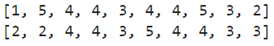 [1, 5, 4, 4, 3, 4, 4, 5, 3, 2]
[2, 2, 4, 4, 3, 5, 4, 4, 3, 3]